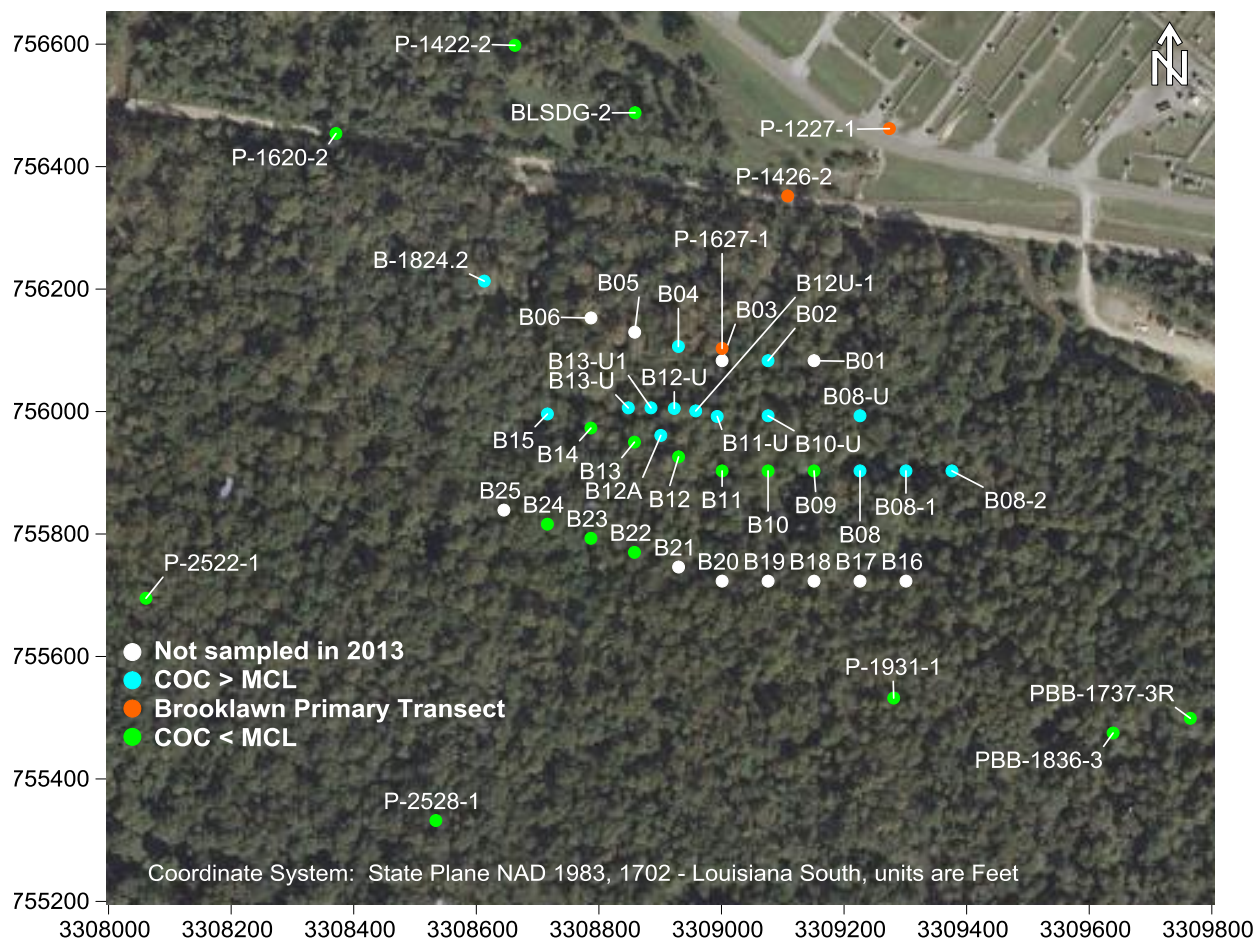 756600
P-1422-2
N
BLSDG-2
P-1227-1
P-1620-2
756400
P-1426-2
P-1627-1
B-1824.2
756200
B05
B12U-1
B04
B06
B03
B02
B13-U1
B01
B13-U
B12-U
B08-U
756000
B15
B11-U
B10-U
B14
B13
B12A
B12
B11
B10
B09
B08
B08-1
B08-2
B25
B24
B23
B22
755800
B21
B20
B19
B18
B17
B16
P-2522-1
755600
Not sampled in 2013
COC > MCL
Brooklawn Primary Transect
COC < MCL
P-1931-1
PBB-1737-3R
PBB-1836-3
755400
P-2528-1
Coordinate System: State Plane NAD 1983, 1702 - Louisiana South, units are Feet
755200
3308000 3308200 3308400 3308600 3308800 3309000 3309200 3309400 3309600 3309800